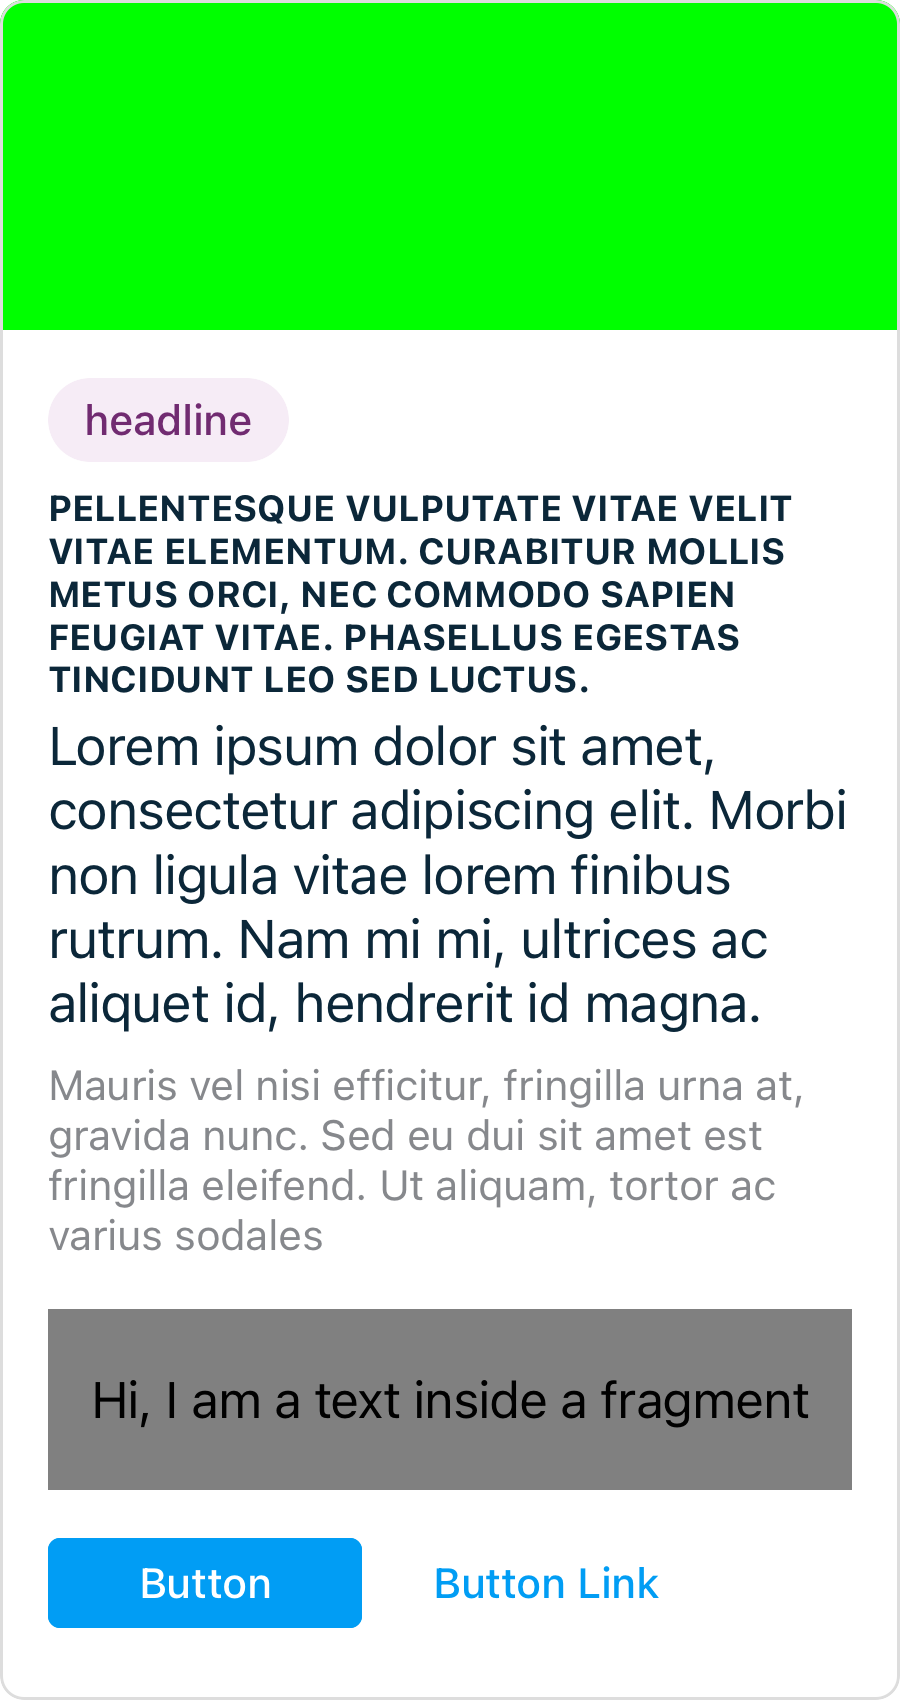 headline
PELLENTESQUE VULPUTATE VITAE VELIT
VITAE ELEMENTUM. CURABITUR MOLLIS
METUS ORCI, NEC COMMODO SAPIEN
FEUGIAT VITAE. PHASELLUS EGESTAS
TINCIDUNT LEO SED LUCTUS.
Lorem ipsum dolor sit amet,
consectetur adipiscing elit. Morbi
non ligula vitae lorem finibus
rutrum. Nam mi mi, ultrices ac
aliquet id, hendrerit id magna.
Mauris vel nisi efficitur, fringilla urna at,
gravida nunc. Sed eu dui sit amet est
fringilla eleifend. Ut aliquam, tortor ac
varius sodales
Hi, I am a text inside a fragment
Button Button Link